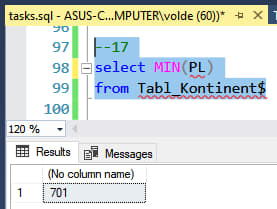 tasks.sql - ASUS-C...MPUTER\volde (60))*
96
97 --17
98 select MIN(PL)
99 from Tabl_Kontinent$
100
120 %
Results Messages
(No column name)
1 701